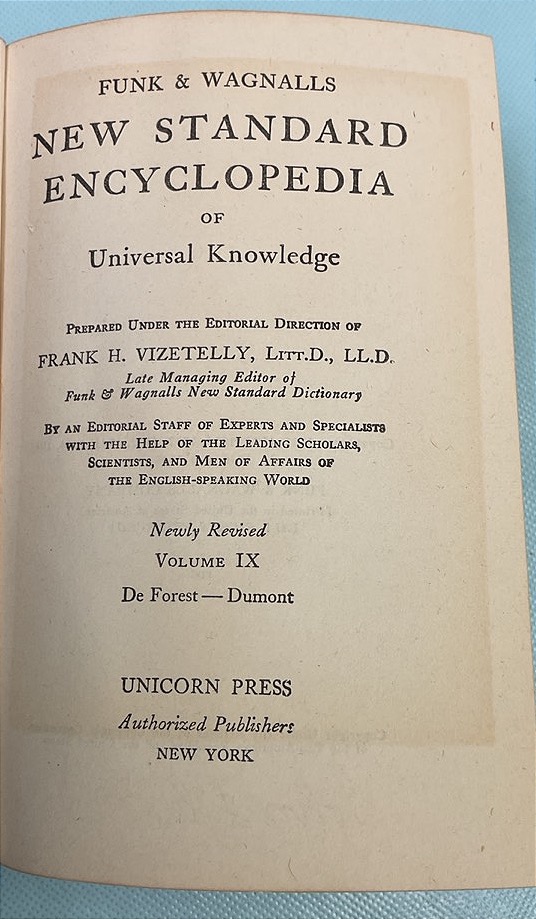 FUNK & WAGNALLS
NEW STANDARD
ENCYCLOPEDIA
OF
Universal Knowledge
PREPARED UNDER THE EDITORIAL DIRECTION OF
FRANK H. VIZETELLY, LITT.D., LL.D.
Late Managing Editor of
Funk & Wagnalls New Standard Dictionary
BY AN EDITORIAL STAFF OF EXPERTS AND SPECIALISTS
WITH THE HELP OF THE LEADING SCHOLARS,
SCIENTISTS, AND MEN OF AFFAIRS OF
THE ENGLISH-SPEAKING WORLD
Newly Revised
VOLUME IX
De Forest — Dumont
UNICORN PRESS
Authorized Publishers
NEW YORK